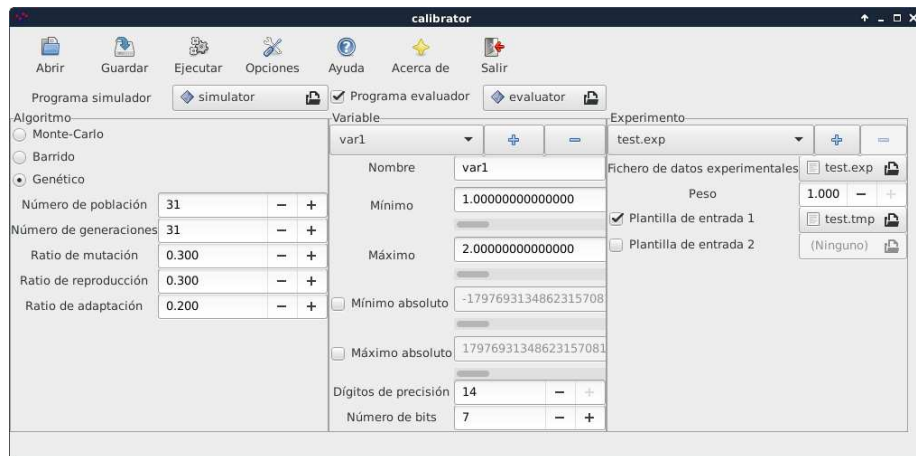 calibrator
Abrir Guardar Ejecutar Opciones Ayuda Acerca de Salir
Programa simulador simulator Programa evaluador evaluator
Algoritmo
Monte-Carlo
Barrido
Genético
Número de población 31
Número de generaciones 31
Ratio de mutación 0.300
Ratio de reproducción 0.300
Ratio de adaptación 0.200
Variable
var1
Nombre var1
Mínimo 1.00000000000000
Máximo 2.00000000000000
Mínimo absoluto -1797693134862315708
Máximo absoluto 17976931348623157081
Dígitos de precisión 14
Número de bits 7
Experimento
test.exp
Fichero de datos experimentales test.exp
Peso 1.000
Plantilla de entrada 1 test.tmp
Plantilla de entrada 2 (Ninguno)